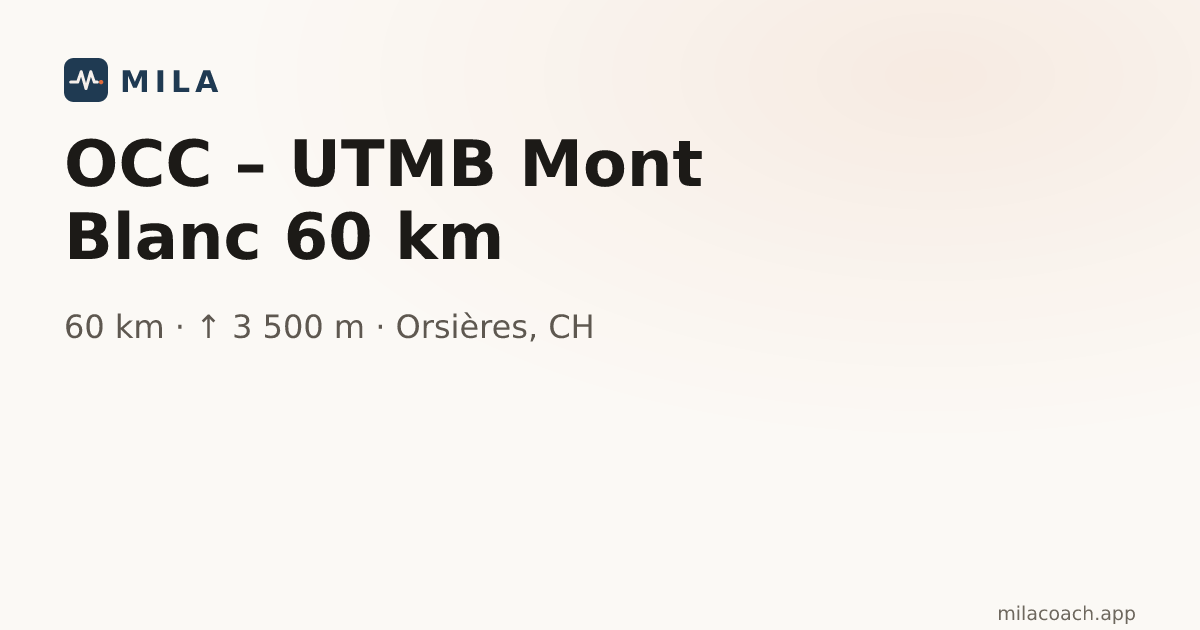 MILA
OCC – UTMB Mont
Blanc 60 km
60 km · ↑ 3 500 m · Orsières, CH
milacoach.app